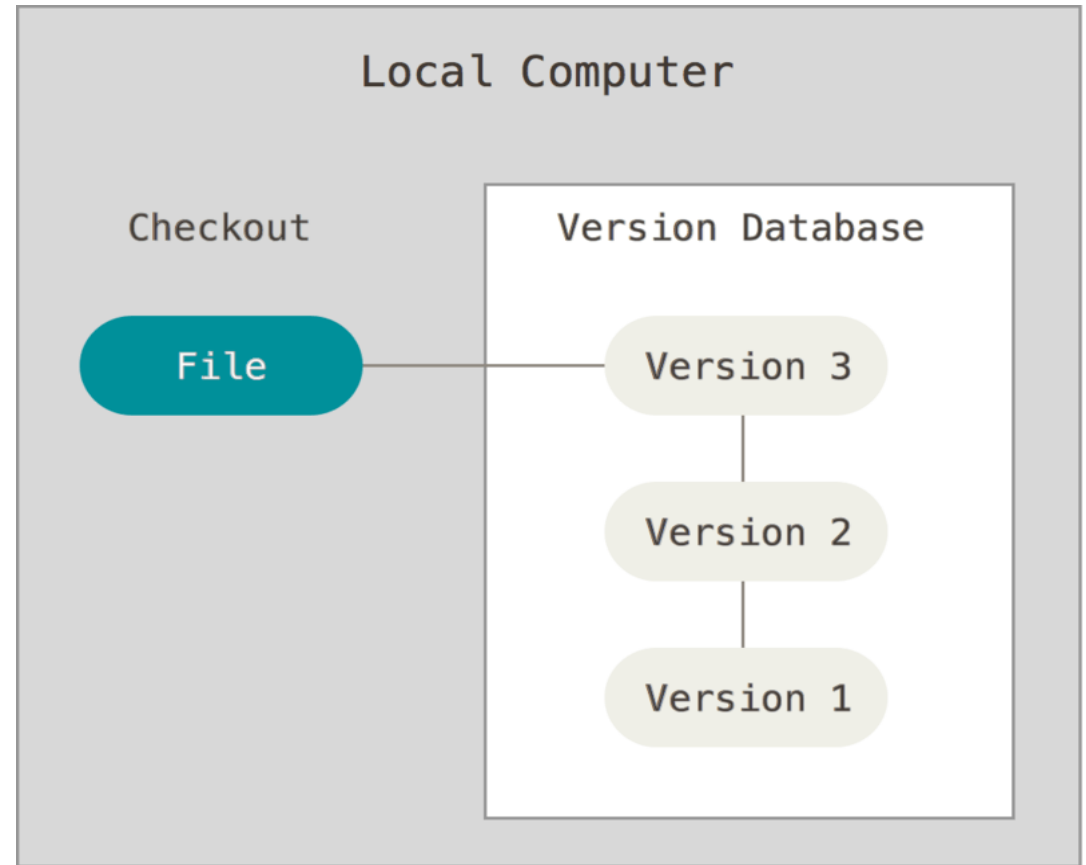 Local Computer
Checkout
Version Database
File
Version 3
Version 2
Version 1